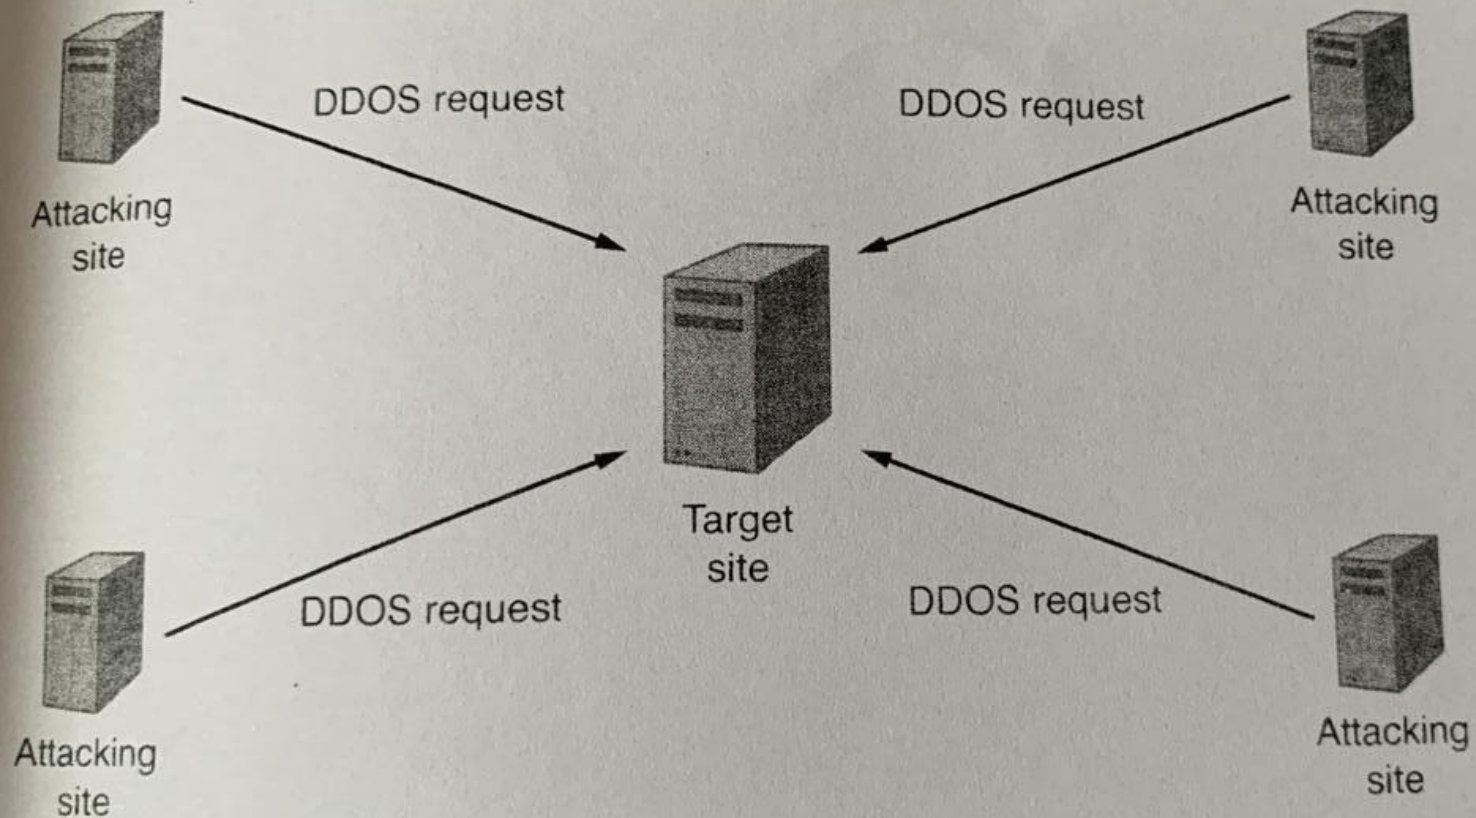 DDOS request
DDOS request
Attacking
site
Attacking
site
Target
site
DDOS request
DDOS request
Attacking
site
Attacking
site